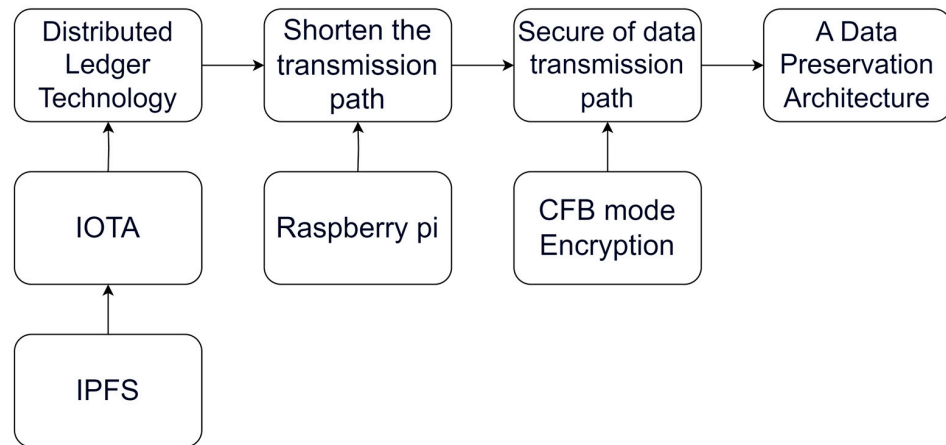 Distributed
Ledger
Technology
Shorten the
transmission
path
Secure of data
transmission
path
A Data
Preservation
Architecture
IOTA
Raspberry pi
CFB mode
Encryption
IPFS